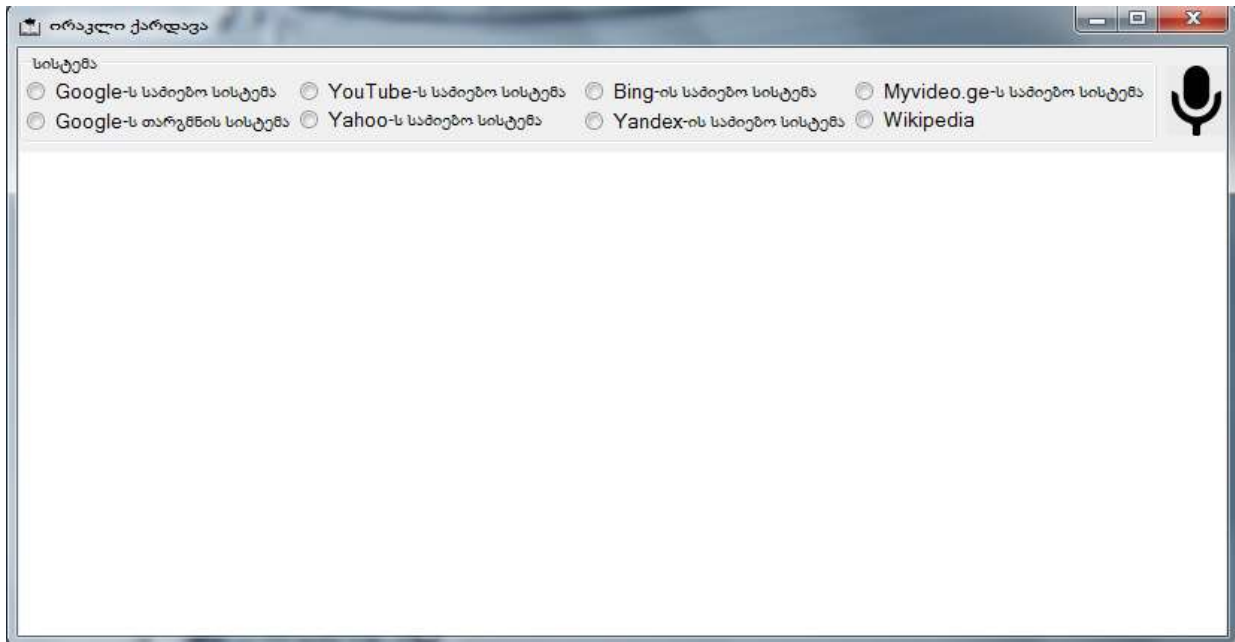 ირაკლი ქარდავა
სისტემა
Google-ს საძიებო სისტემა YouTube-ს საძიებო სისტემა Bing-ის საძიებო სისტემა Myvideo.ge-ს საძიებო სისტემა
Google-ს თარგმნის სისტემა Yahoo-ს საძიებო სისტემა Yandex-ის საძიებო სისტემა Wikipedia